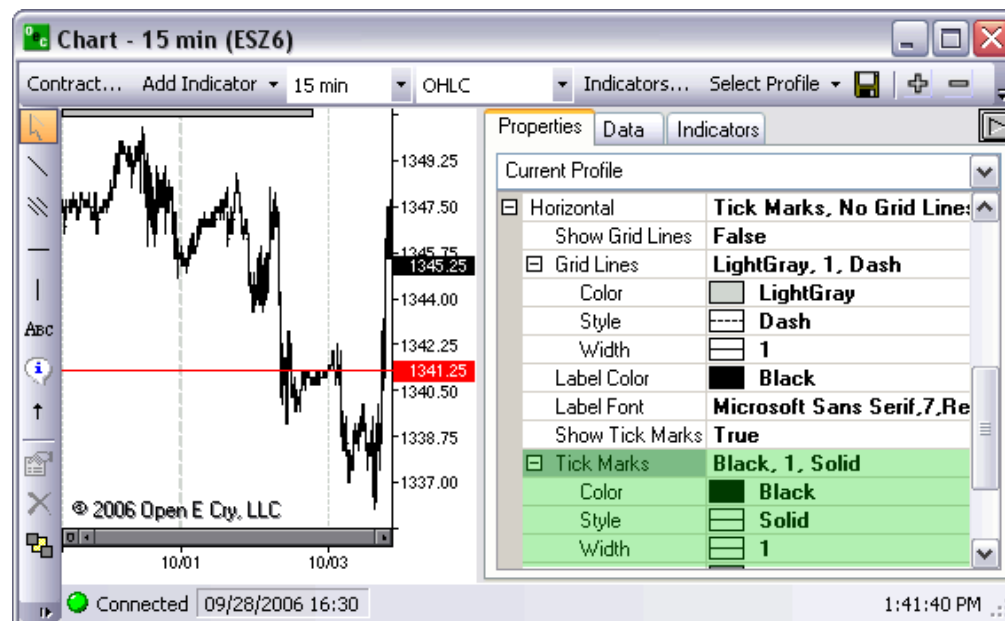 Chart - 15 min (ESZ6)
Contract... Add Indicator 15 min OHLC Indicators... Select Profile
Properties Data Indicators
Current Profile
Horizontal Tick Marks, No Grid Lines
Show Grid Lines False
Grid Lines LightGray, 1, Dash
Color LightGray
Style Dash
Width 1
Label Color Black
Label Font Microsoft Sans Serif,7,Re
Show Tick Marks True
Tick Marks Black, 1, Solid
Color Black
Style Solid
Width 1
ABC
1349.25
1347.50
1345.75
1345.25
1344.00
1342.25
1341.25
1340.50
1338.75
1337.00
© 2006 Open E Cry, LLC
10/01 10/03
Connected 09/28/2006 16:30 1:41:40 PM